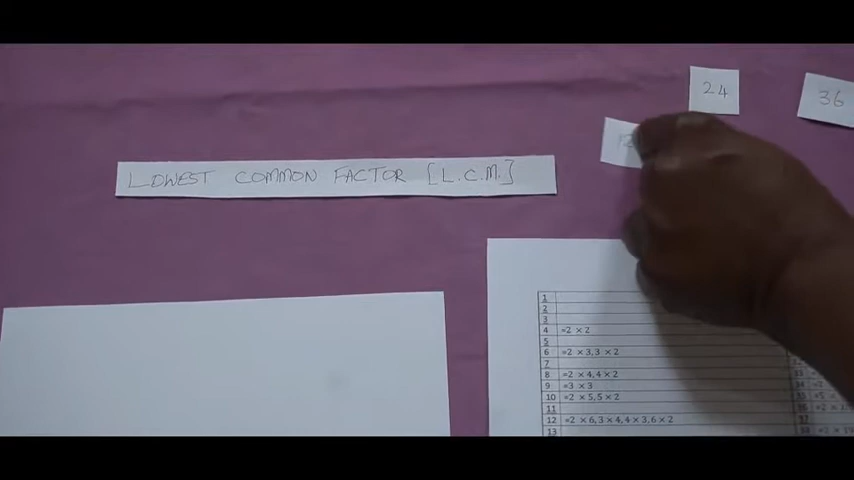 24
36
LOWEST COMMON FACTOR [L.C.M.]
1
2
3
4 =2 ×2
5
6 =2 ×3,3 ×2
7
8 =2 ×4,4 ×2
9 =3 ×3
10 =2 ×5,5 ×2
11
12 =2 ×6,3 ×4,4 ×3,6 ×2
13